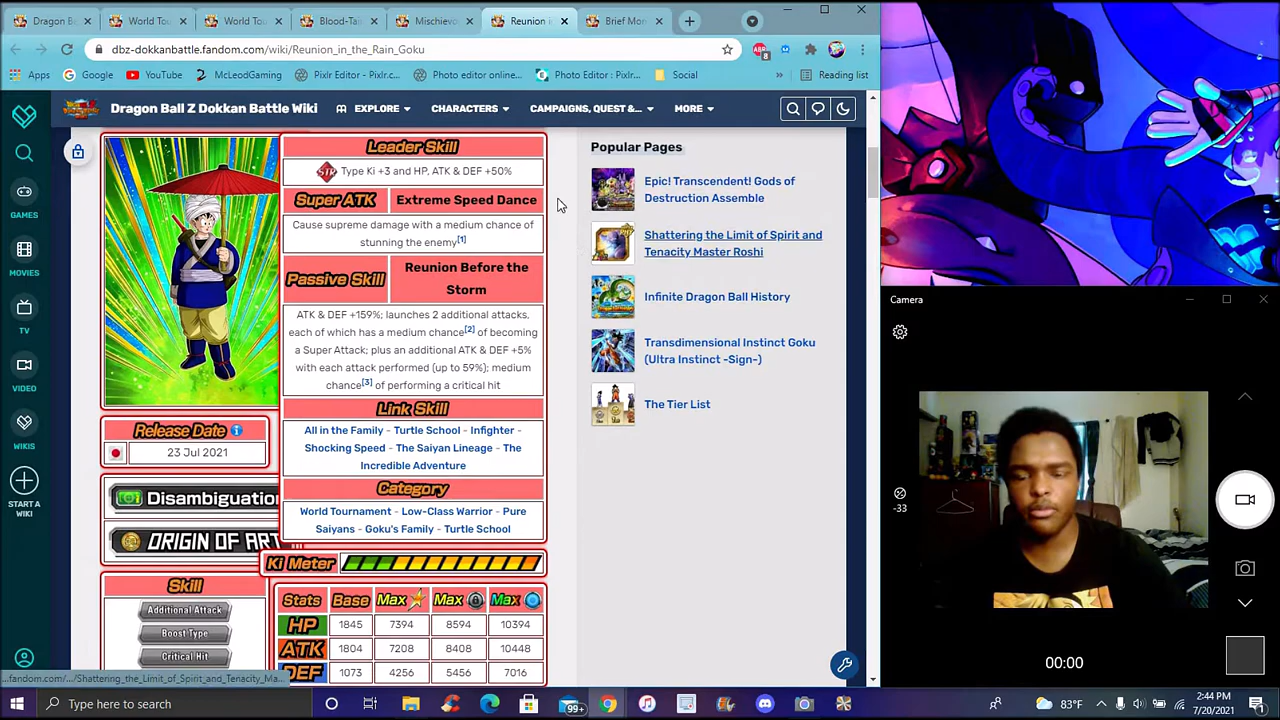 Dragon B
World Tou
World Tou
Blood-Tai
Mischievo
Reunion i
Brief Mor
dbz-dokkanbattle.fandom.com/wiki/Reunion_in_the_Rain_Goku
Apps
Google
YouTube
McLeodGaming
Pixlr Editor - Pixlr.c...
Photo editor online...
Photo Editor : Pixlr...
Social
»
Reading list
Dragon Ball Z Dokkan Battle Wiki
EXPLORE
CHARACTERS
CAMPAIGNS, QUEST &...
MORE
GAMES
MOVIES
TV
VIDEO
WIKIS
START A
WIKI
Leader Skill
STR Type Ki +3 and HP, ATK & DEF +50%
Super ATK
Extreme Speed Dance
Cause supreme damage with a medium chance of
stunning the enemy[1]
Passive Skill
Reunion Before the
Storm
ATK & DEF +159%; launches 2 additional attacks,
each of which has a medium chance[2] of becoming
a Super Attack; plus an additional ATK & DEF +5%
with each attack performed (up to 59%); medium
chance[3] of performing a critical hit
Link Skill
All in the Family - Turtle School - Infighter -
Shocking Speed - The Saiyan Lineage - The
Incredible Adventure
Category
World Tournament - Low-Class Warrior - Pure
Saiyans - Goku's Family - Turtle School
Ki Meter
Stats Base Max Max Max
HP 1845 7394 8594 10394
ATK 1804 7208 8408 10448
DEF 1073 4256 5456 7016
Release Date
23 Jul 2021
Disambiguation
ORIGIN OF ART
Skill
Additional Attack
Boost Type
Critical Hit
Popular Pages
Epic! Transcendent! Gods of
Destruction Assemble
Shattering the Limit of Spirit and
Tenacity Master Roshi
Infinite Dragon Ball History
Transdimensional Instinct Goku
(Ultra Instinct -Sign-)
The Tier List
...fandom.com/.../Shattering_the_Limit_of_Spirit_and_Tenacity_Ma...
Camera
-33
00:00
Type here to search
99+
83°F
2:44 PM
7/20/2021